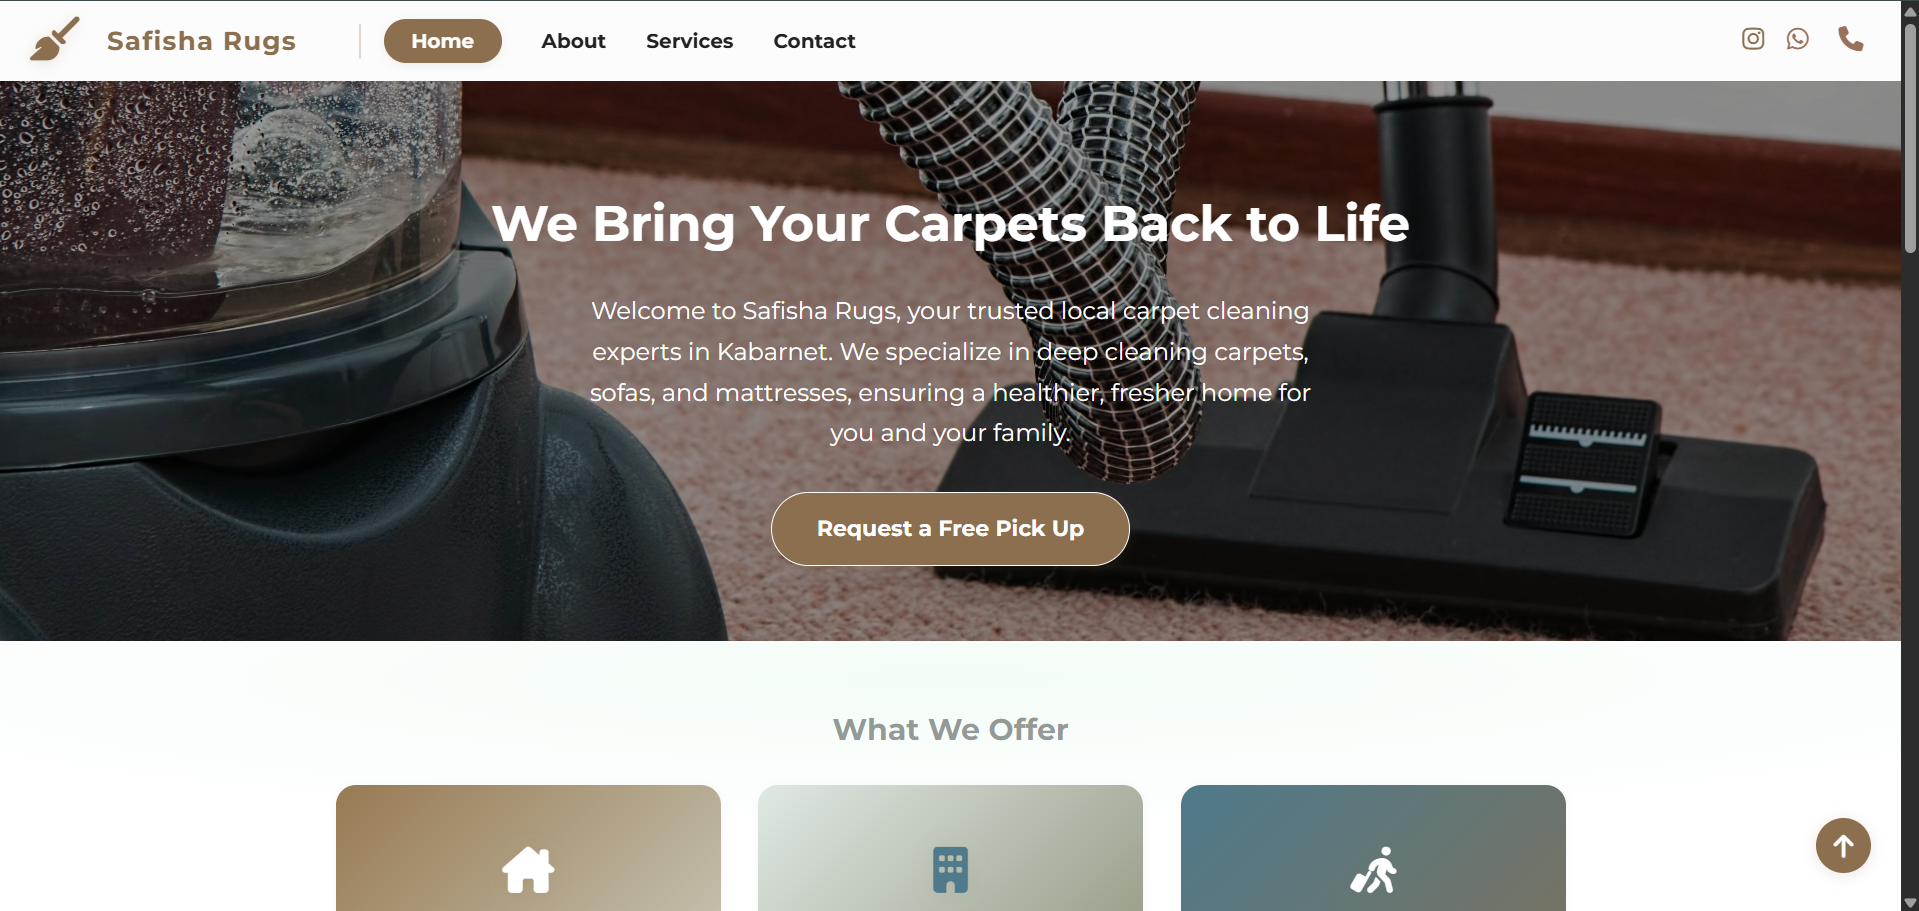 Safisha Rugs
Home
About
Services
Contact
We Bring Your Carpets Back to Life
Welcome to Safisha Rugs, your trusted local carpet cleaning
experts in Kabarnet. We specialize in deep cleaning carpets,
sofas, and mattresses, ensuring a healthier, fresher home for
you and your family.
Request a Free Pick Up
What We Offer